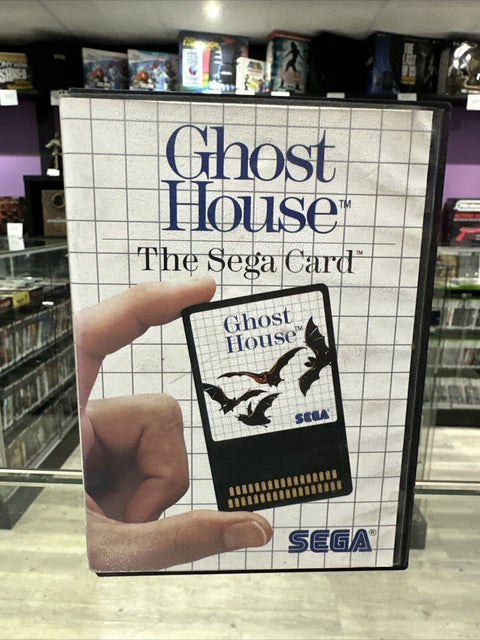 Ghost
House™
The Sega Card™
Ghost
House™
SEGA
SEGA®